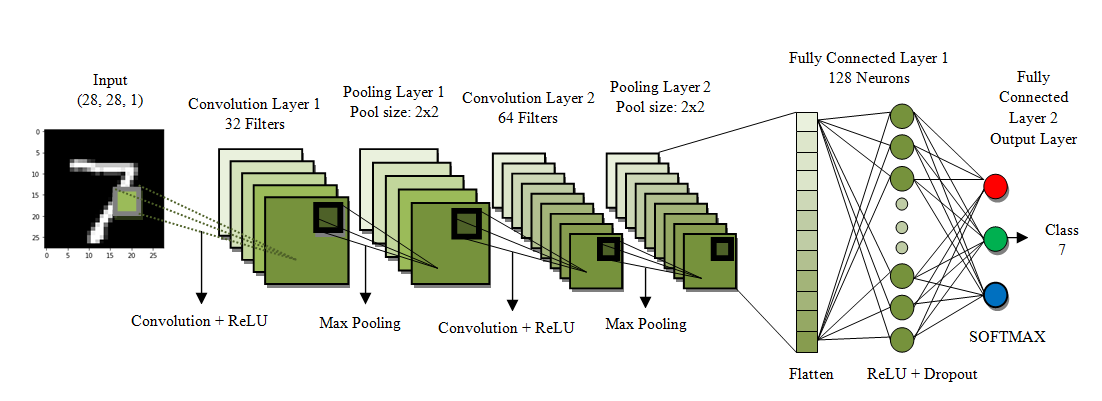 Input
(28, 28, 1)
0
5
10
15
20
25
0
5
10
15
20
25
Convolution Layer 1
32 Filters
Pooling Layer 1
Pool size: 2x2
Convolution Layer 2
64 Filters
Pooling Layer 2
Pool size: 2x2
Fully Connected Layer 1
128 Neurons
Fully
Connected
Layer 2
Output Layer
Class
7
Convolution + ReLU
Max Pooling
Convolution + ReLU
Max Pooling
SOFTMAX
Flatten
ReLU + Dropout